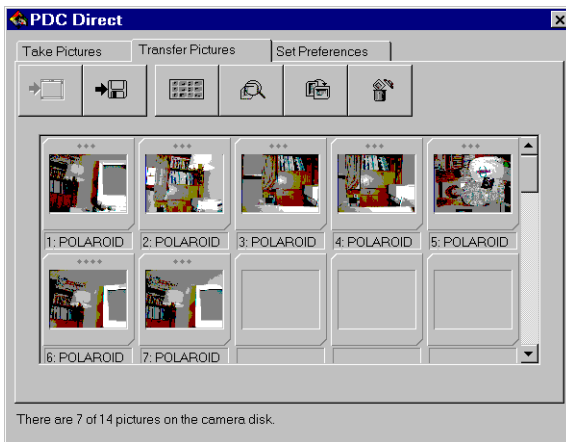 PDC Direct
Take Pictures Transfer Pictures Set Preferences
1: POLAROID 2: POLAROID 3: POLAROID 4: POLAROID 5: POLAROID
6: POLAROID 7: POLAROID
There are 7 of 14 pictures on the camera disk.